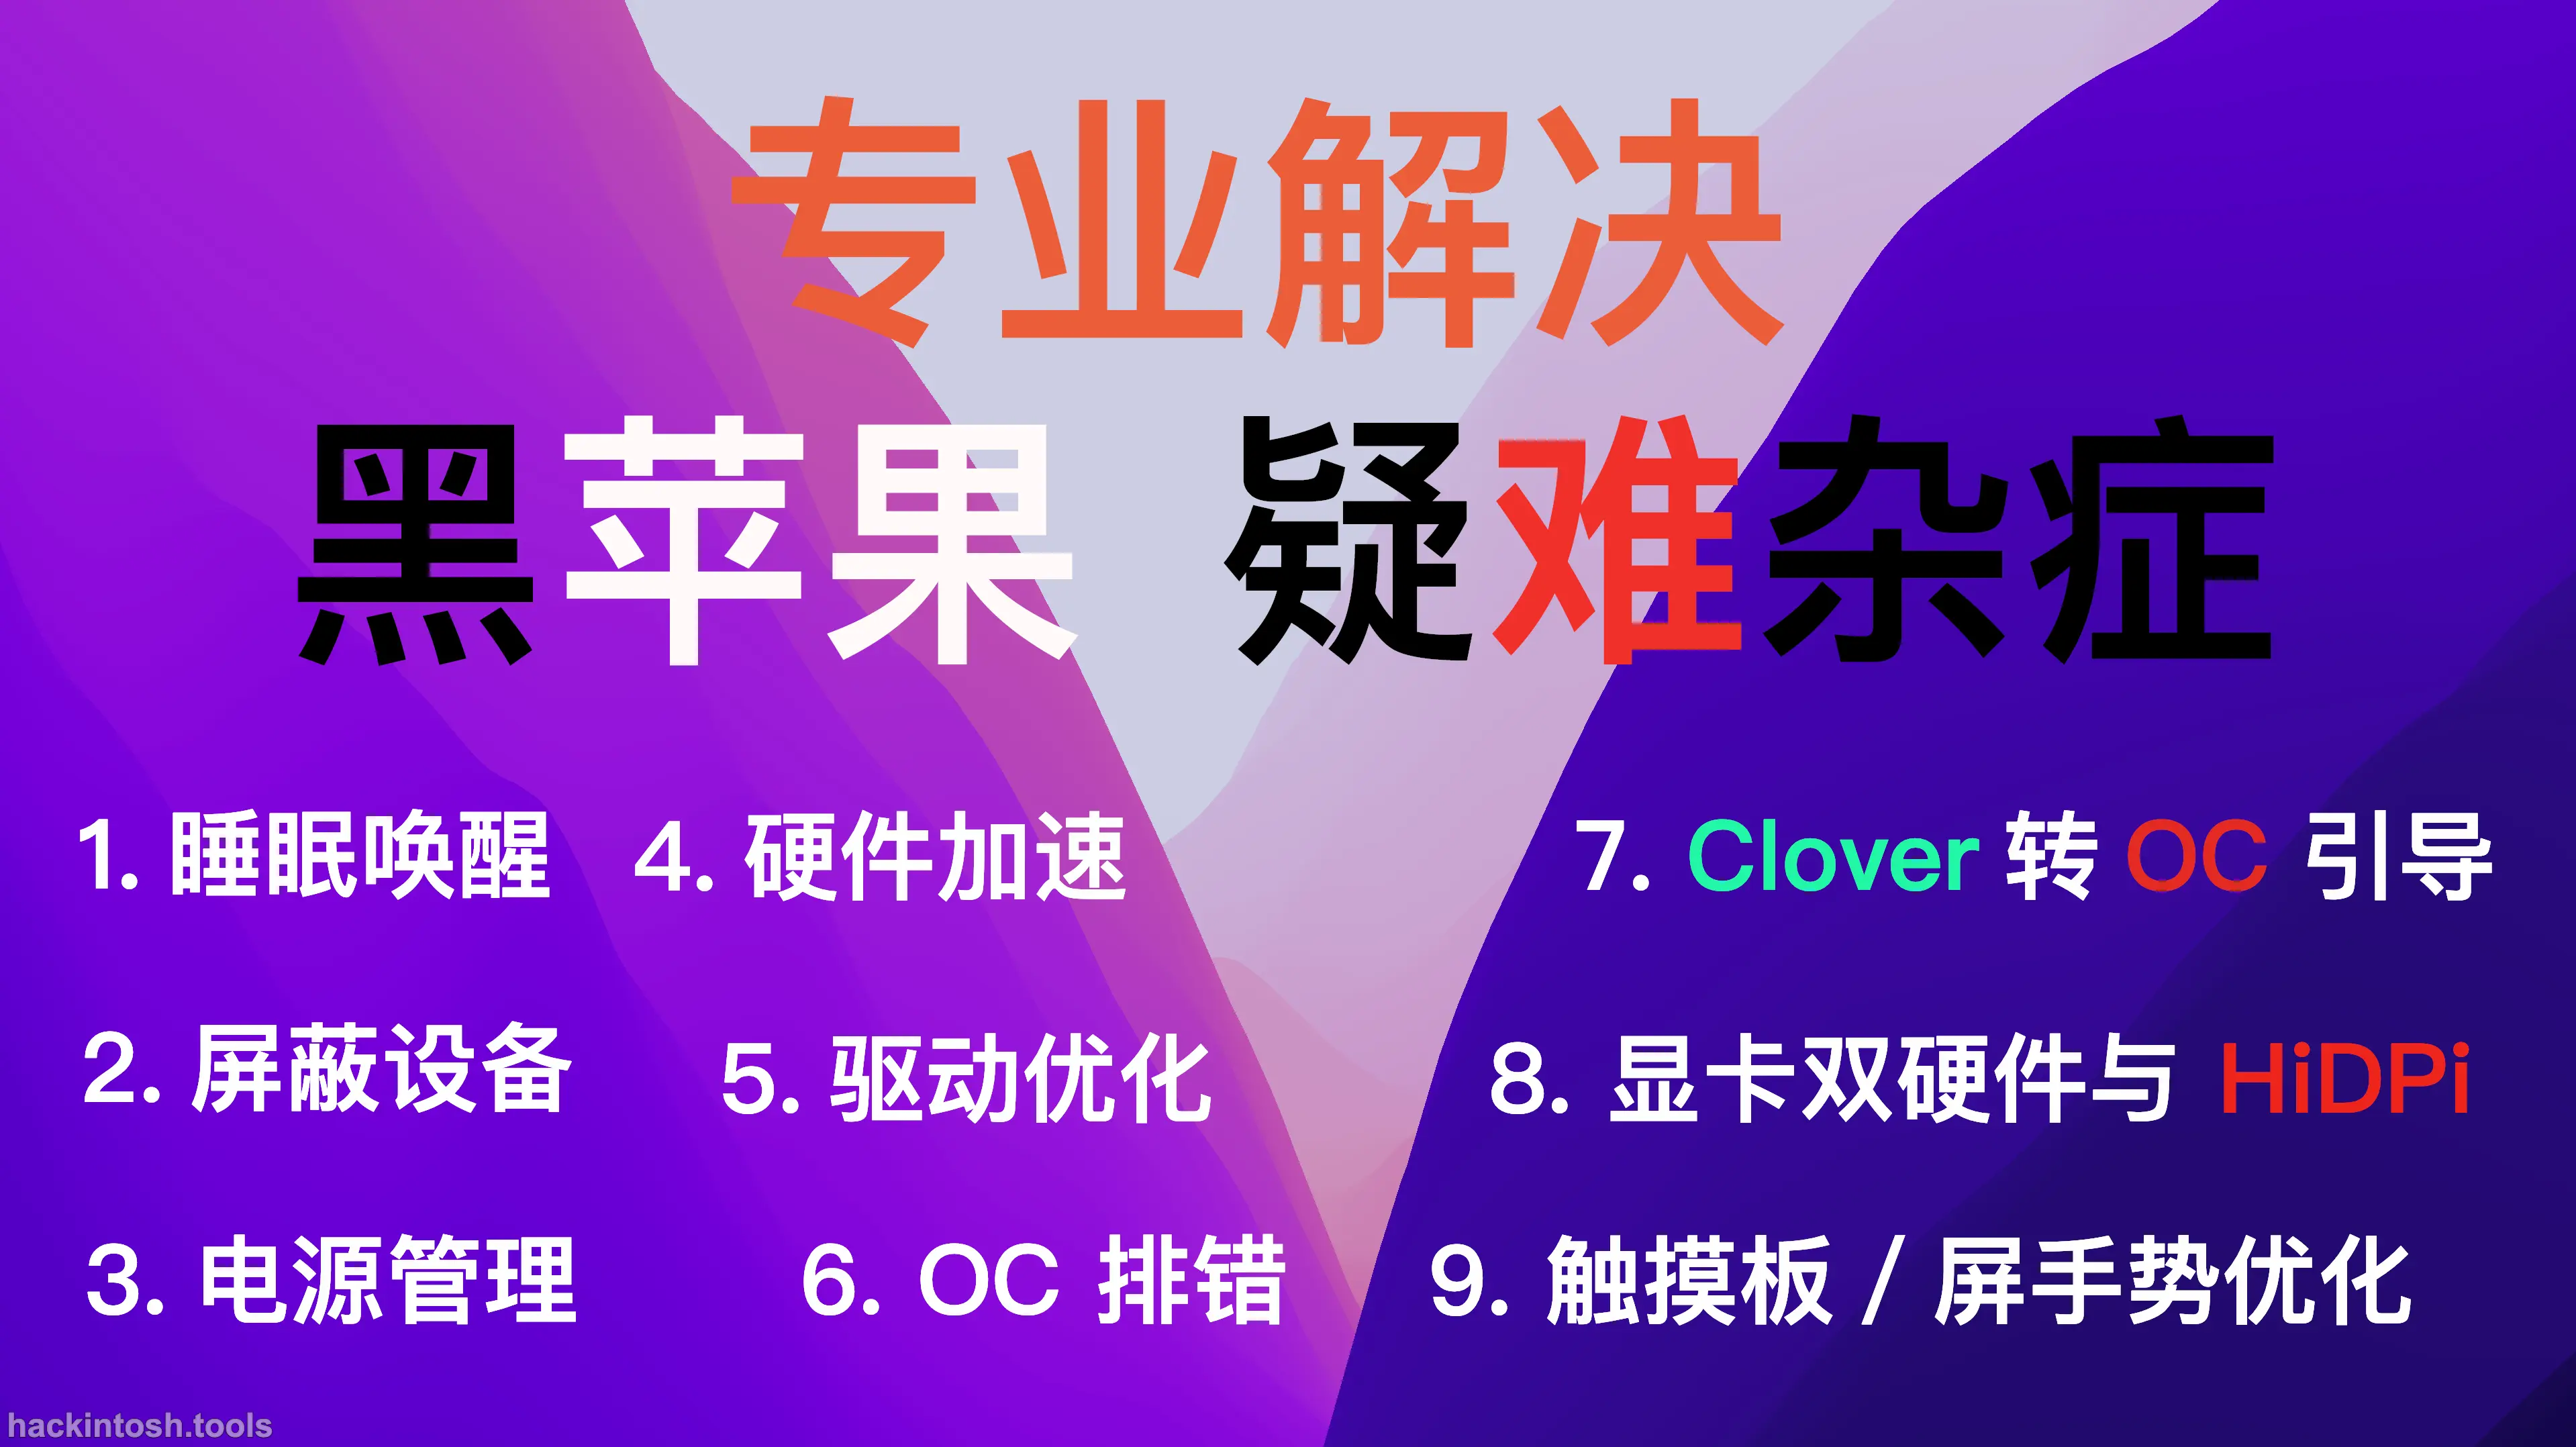 专业解决
黑苹果 疑难杂症
1. 睡眠唤醒
2. 屏蔽设备
3. 电源管理
4. 硬件加速
5. 驱动优化
6. OC 排错
7. Clover 转 OC 引导
8. 显卡双硬件与 HiDPi
9. 触摸板 / 屏手势优化
hackintosh.tools